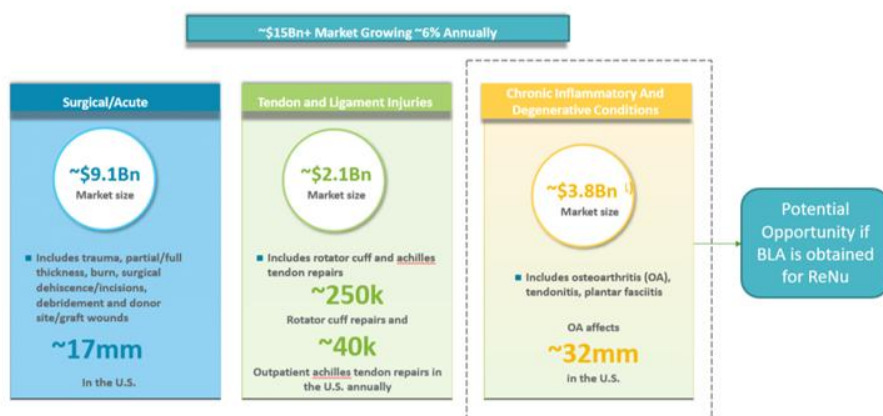 ~$15Bn+ Market Growing ~6% Annually
Surgical/Acute
~$9.1Bn
Market size
Includes trauma, partial/full
thickness, burn, surgical
dehiscence/incisions,
debridement and donor
site/graft wounds
~17mm
In the U.S.
Tendon and Ligament Injuries
~$2.1Bn
Market size
Includes rotator cuff and achilles
tendon repairs
~250k
Rotator cuff repairs and
~40k
Outpatient achilles tendon repairs in
the U.S. annually
Chronic Inflammatory And
Degenerative Conditions
~$3.8Bn
Market size
Includes osteoarthritis (OA),
tendonitis, plantar fasciitis
OA affects
~32mm
in the U.S.
Potential
Opportunity if
BLA is obtained
for ReNu